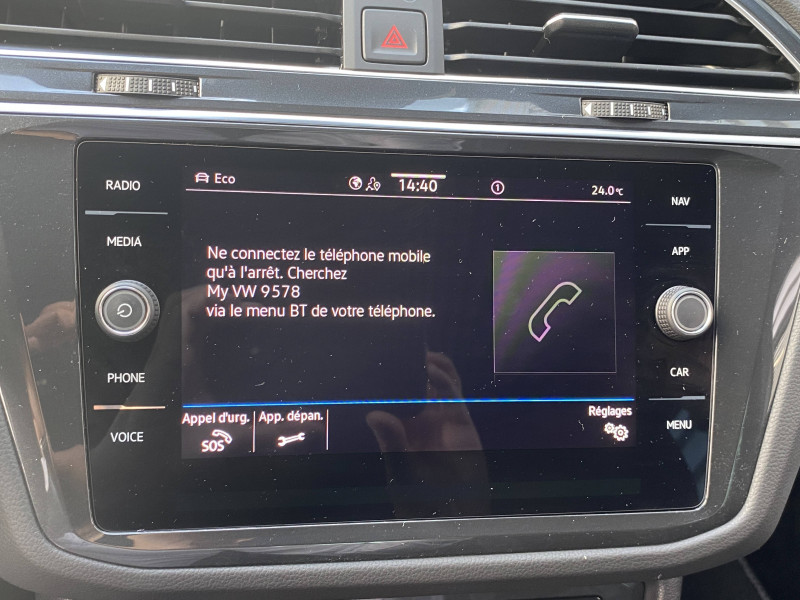 RADIO
MEDIA
PHONE
VOICE
Eco
14:40
1
24.0°C
Ne connectez le téléphone mobile
qu'à l'arrêt. Cherchez
My VW 9578
via le menu BT de votre téléphone.
Appel d'urg.
SOS
App. dépan.
Réglages
NAV
APP
CAR
MENU